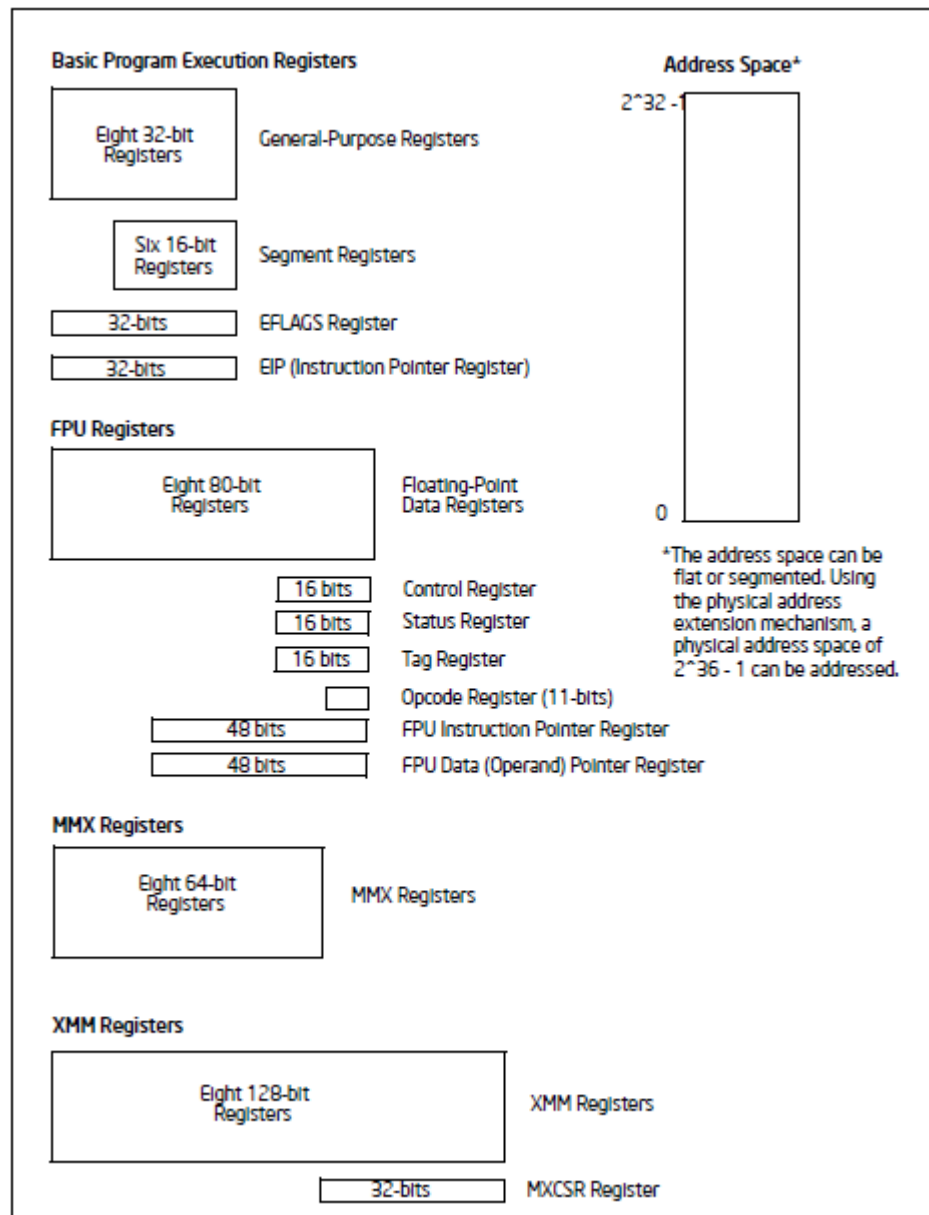 Basic Program Execution Registers
Address Space*
2^32 -1
Eight 32-bit
Registers
General-Purpose Registers
Six 16-bit
Registers
Segment Registers
32-bits
EFLAGS Register
32-bits
EIP (Instruction Pointer Register)
FPU Registers
Eight 80-bit
Registers
Floating-Point
Data Registers
0
*The address space can be
flat or segmented. Using
the physical address
extension mechanism, a
physical address space of
2^36 - 1 can be addressed.
16 bits
Control Register
16 bits
Status Register
16 bits
Tag Register
Opcode Register (11-bits)
48 bits
FPU Instruction Pointer Register
48 bits
FPU Data (Operand) Pointer Register
MMX Registers
Eight 64-bit
Registers
MMX Registers
XMM Registers
Eight 128-bit
Registers
XMM Registers
32-bits
MXCSR Register